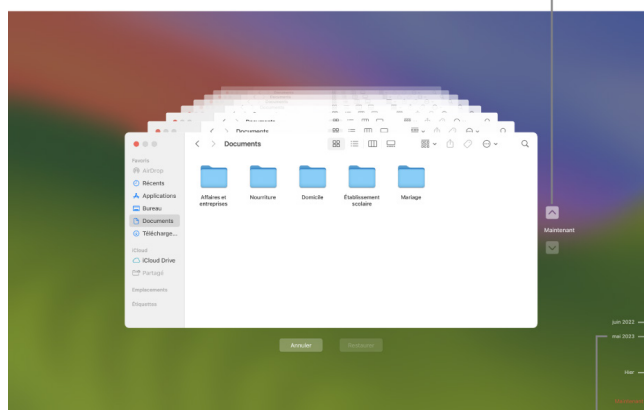 Documents
Documents
Documents
Favoris
AirDrop
Récents
Applications
Bureau
Documents
Télécharge...
iCloud
iCloud Drive
Partagé
Emplacements
Étiquettes
Affaires et
entreprises
Nourriture
Domicile
Établissement
scolaire
Mariage
Maintenant
Annuler
Restaurer
juin 2022
mai 2023
Hier